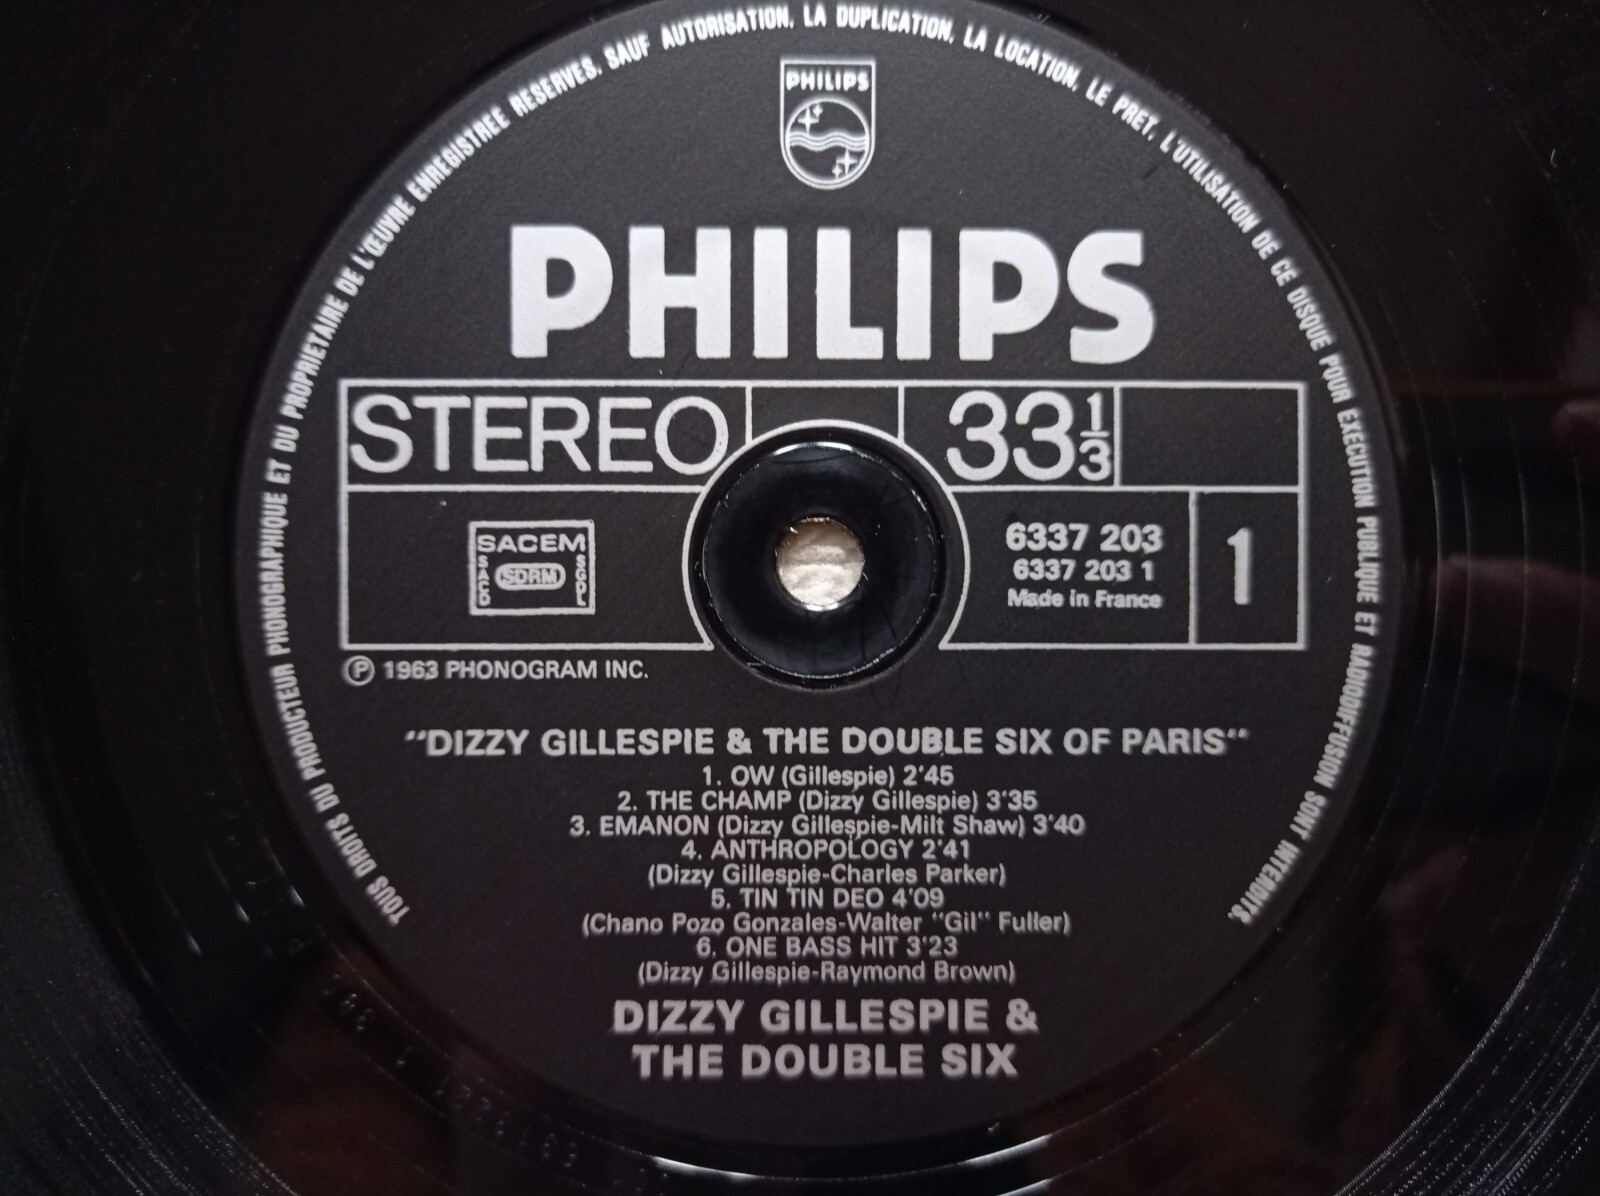 TOUS DROITS DU PRODUCTEUR PHONOGRAPHIQUE ET DU PROPRIETAIRE DE L'ŒUVRE ENREGISTREE RESERVES. SAUF AUTORISATION, LA DUPLICATION, LA LOCATION, LE PRET, L'UTILISATION DE CE DISQUE POUR EXECUTION PUBLIQUE ET RADIODIFFUSION SONT INTERDITS.
PHILIPS
PHILIPS
STEREO
33 1/3
SACEM
SACD
SDRM
SGDL
6337 203
6337 203 1
Made in France
1
Ⓟ 1963 PHONOGRAM INC.
"DIZZY GILLESPIE & THE DOUBLE SIX OF PARIS"
1. OW (Gillespie) 2'45
2. THE CHAMP (Dizzy Gillespie) 3'35
3. EMANON (Dizzy Gillespie-Milt Shaw) 3'40
4. ANTHROPOLOGY 2'41
(Dizzy Gillespie-Charles Parker)
5. TIN TIN DEO 4'09
(Chano Pozo Gonzales-Walter "Gil" Fuller)
6. ONE BASS HIT 3'23
(Dizzy Gillespie-Raymond Brown)
DIZZY GILLESPIE &
THE DOUBLE SIX